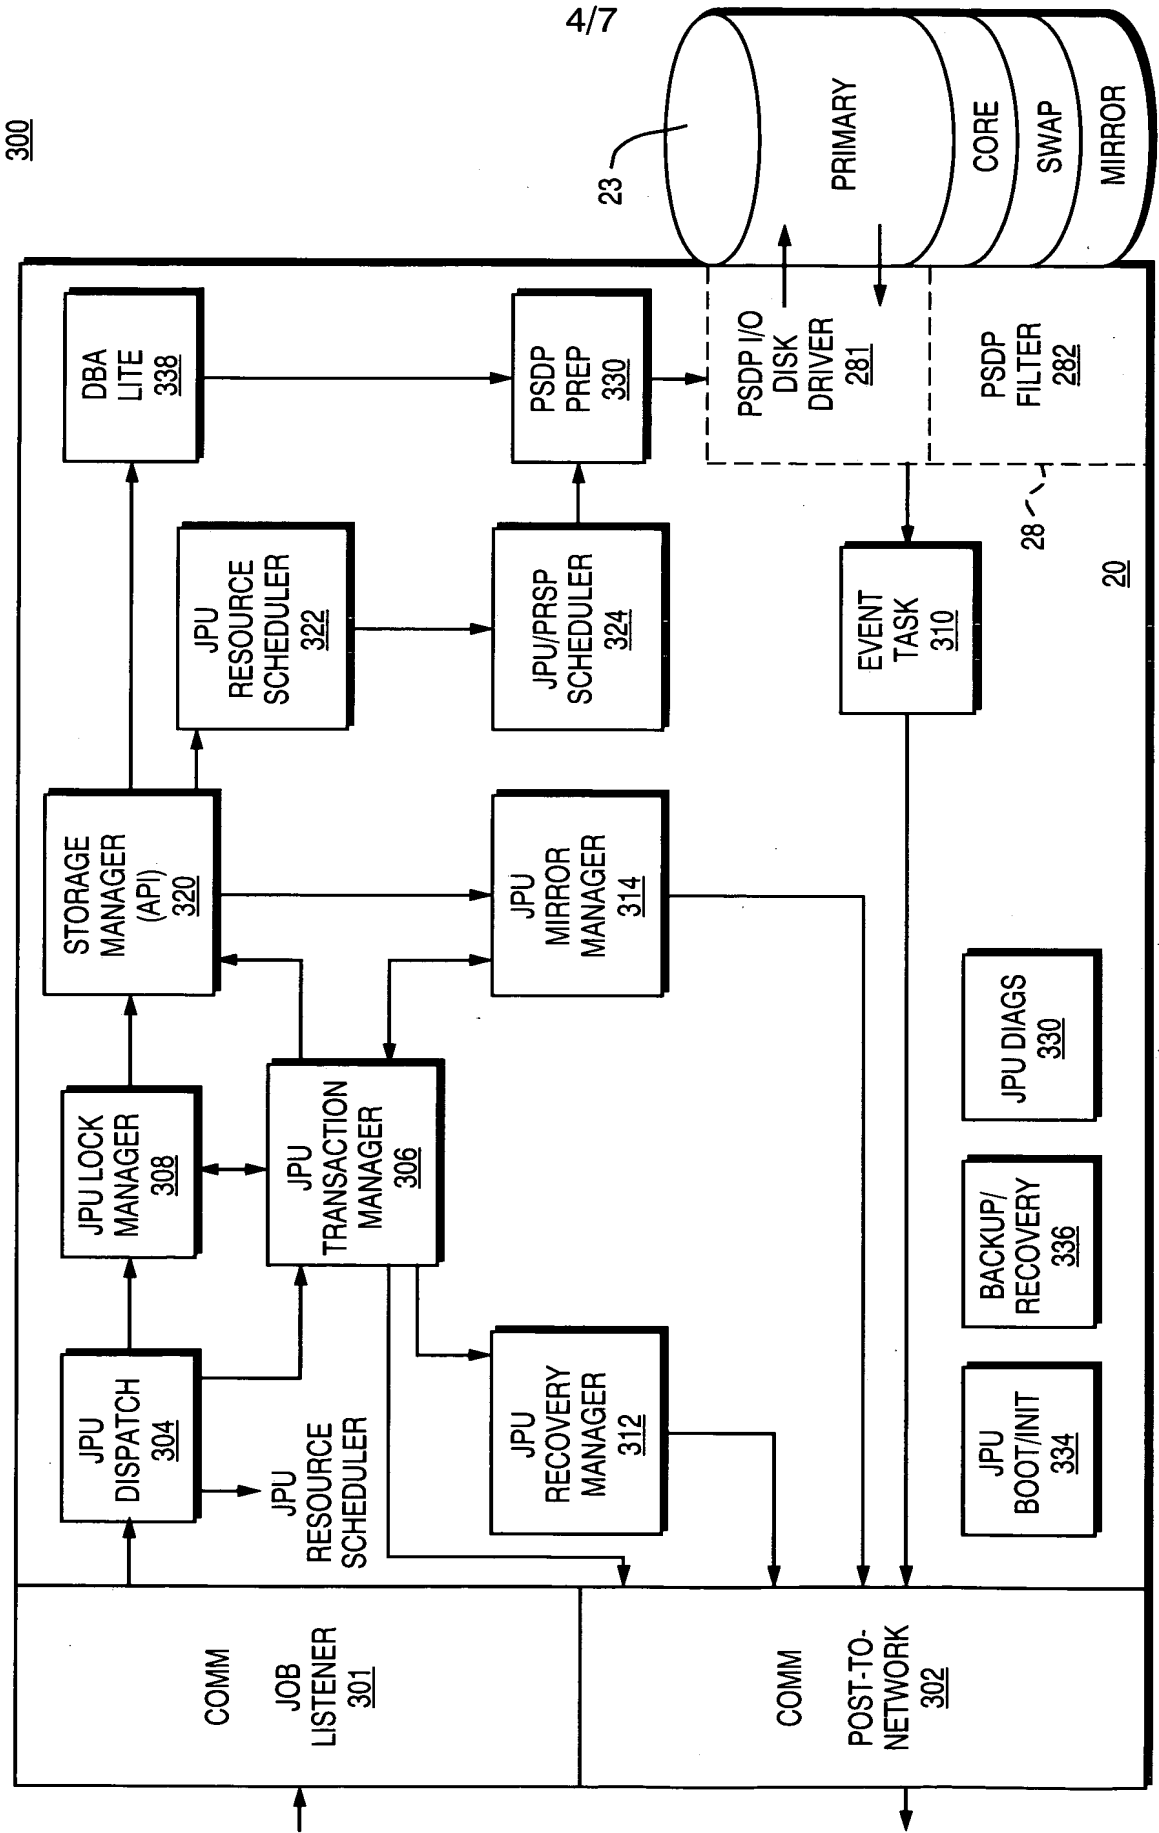 4/7
300
COMM
JOB
LISTENER
301
COMM
POST-TO-
NETWORK
302
JPU
DISPATCH
304
JPU
RESOURCE
SCHEDULER
JPU LOCK
MANAGER
308
JPU
TRANSACTION
MANAGER
306
JPU
RECOVERY
MANAGER
312
STORAGE
MANAGER
(API)
320
JPU
MIRROR
MANAGER
314
JPU
RESOURCE
SCHEDULER
322
JPU/PRSP
SCHEDULER
324
DBA
LITE
338
PSDP
PREP
330
PSDP I/O
DISK
DRIVER
281
PSDP
FILTER
282
28
20
EVENT
TASK
310
JPU
BOOT/INIT
334
BACKUP/
RECOVERY
336
JPU DIAGS
330
23
PRIMARY
CORE
SWAP
MIRROR